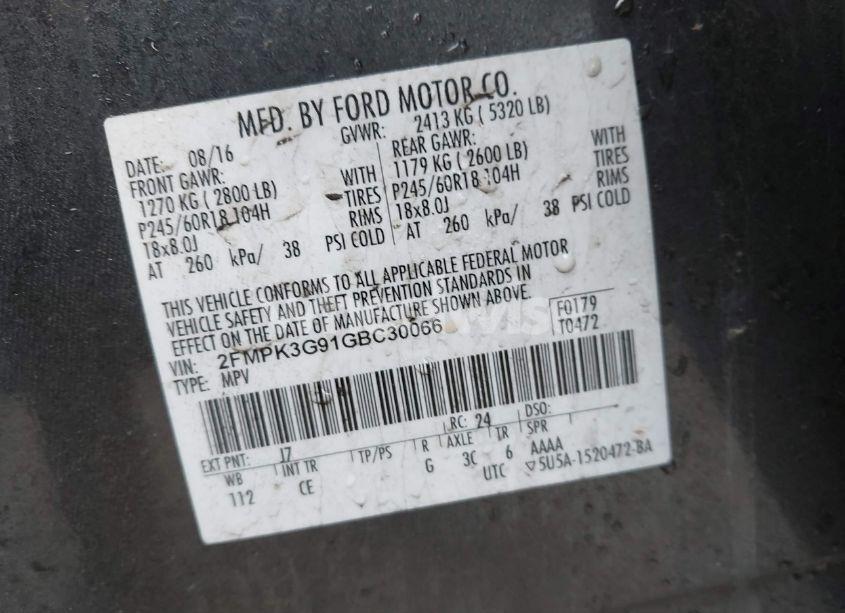 MFD. BY FORD MOTOR CO.
DATE: 08/16 GVWR: 2413 KG ( 5320 LB)
FRONT GAWR: REAR GAWR:
1270 KG ( 2800 LB) WITH 1179 KG ( 2600 LB) WITH
P245/60R18 104H TIRES P245/60R18 104H TIRES
18x8.0J RIMS 18x8.0J RIMS
AT 260 kPa/ 38 PSI COLD AT 260 kPa/ 38 PSI COLD
THIS VEHICLE CONFORMS TO ALL APPLICABLE FEDERAL MOTOR
VEHICLE SAFETY AND THEFT PREVENTION STANDARDS IN
EFFECT ON THE DATE OF MANUFACTURE SHOWN ABOVE.
VIN: 2FMPK3G91GBC30066 F0179
TYPE: MPV T0472
EXT PNT: J7 RC: 24 DSO:
WB INT TR TP/PS R AXLE TR SPR
112 CE G 3C 6 AAAA
UTC ▽5U5A-1520472-BA